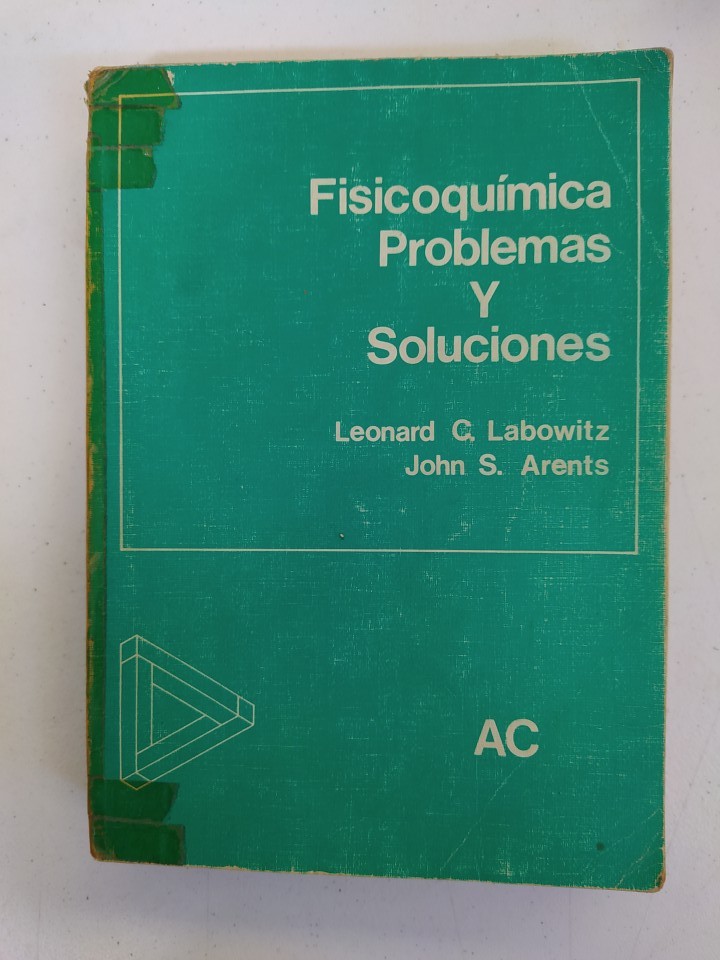 Fisicoquímica
Problemas
Y
Soluciones
Leonard C. Labowitz
John S. Arents
AC